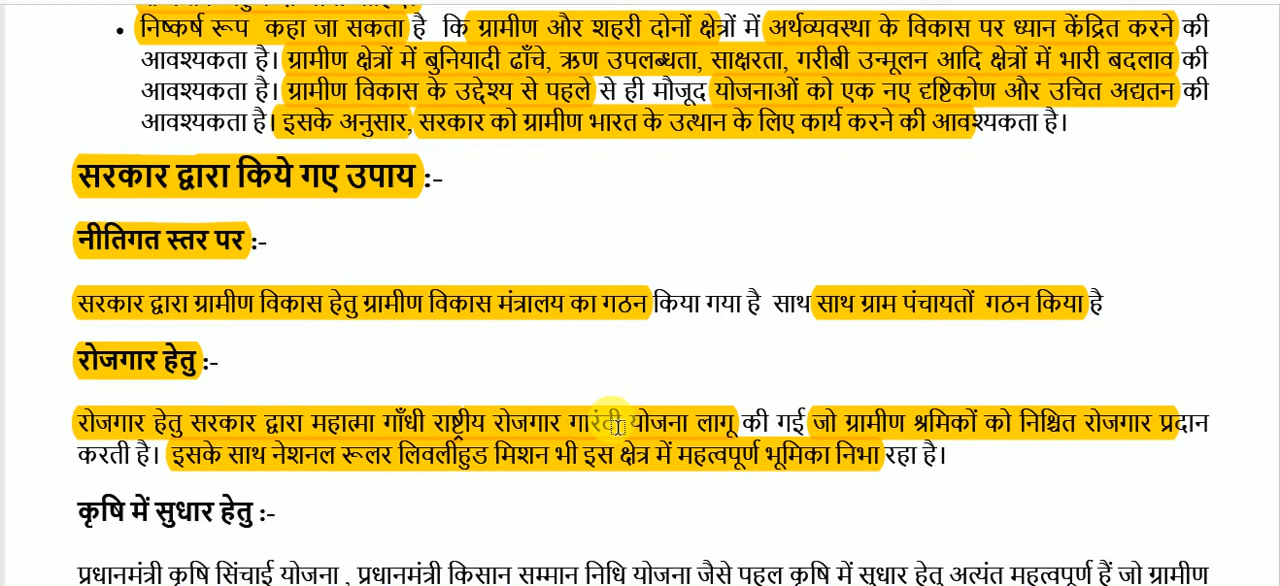 निष्कर्ष रूप कहा जा सकता है कि ग्रामीण और शहरी दोनों क्षेत्रों में अर्थव्यवस्था के विकास पर ध्यान केंद्रित करने की
आवश्यकता है। ग्रामीण क्षेत्रों में बुनियादी ढाँचे, ऋण उपलब्धता, साक्षरता, गरीबी उन्मूलन आदि क्षेत्रों में भारी बदलाव की
आवश्यकता है। ग्रामीण विकास के उद्देश्य से पहले से ही मौजूद योजनाओं को एक नए दृष्टिकोण और उचित अद्यतन की
आवश्यकता है। इसके अनुसार, सरकार को ग्रामीण भारत के उत्थान के लिए कार्य करने की आवश्यकता है।
सरकार द्वारा किये गए उपाय :-
नीतिगत स्तर पर :-
सरकार द्वारा ग्रामीण विकास हेतु ग्रामीण विकास मंत्रालय का गठन किया गया है साथ साथ ग्राम पंचायतों गठन किया है
रोजगार हेतु :-
रोजगार हेतु सरकार द्वारा महात्मा गाँधी राष्ट्रीय रोजगार गारंटी योजना लागू की गई जो ग्रामीण श्रमिकों को निश्चित रोजगार प्रदान
करती है। इसके साथ नेशनल रूलर लिवलीहुड मिशन भी इस क्षेत्र में महत्वपूर्ण भूमिका निभा रहा है।
कृषि में सुधार हेतु :-
प्रधानमंत्री कृषि सिंचाई योजना , प्रधानमंत्री किसान सम्मान निधि योजना जैसे पहल कृषि में सुधार हेतु अत्यंत महत्वपूर्ण हैं जो ग्रामीण